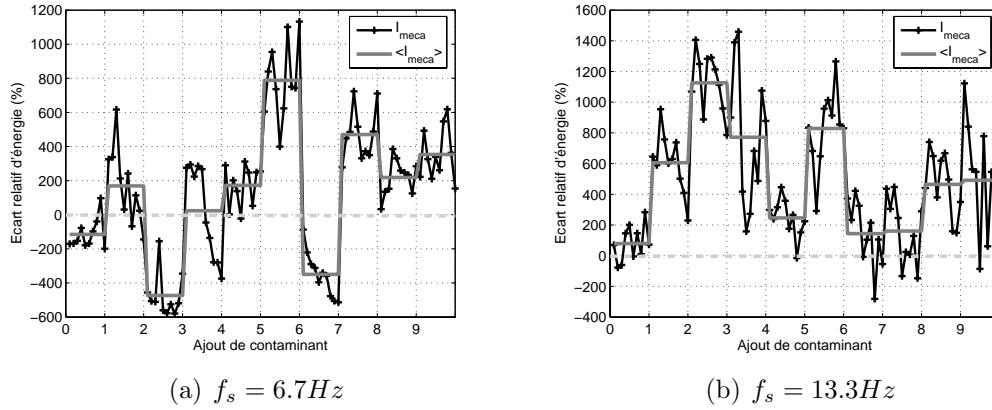 1200
1000
800
600
400
200
0
−200
−400
−600
0 1 2 3 4 5 6 7 8 9
Ecart relatif d'énergie (%)
Ajout de contaminant
I_meca
<I_meca>
(a) f_s = 6.7Hz
1600
1400
1200
1000
800
600
400
200
0
−200
−400
0 1 2 3 4 5 6 7 8 9
Ecart relatif d'énergie (%)
Ajout de contaminant
I_meca
<I_meca>
(b) f_s = 13.3Hz